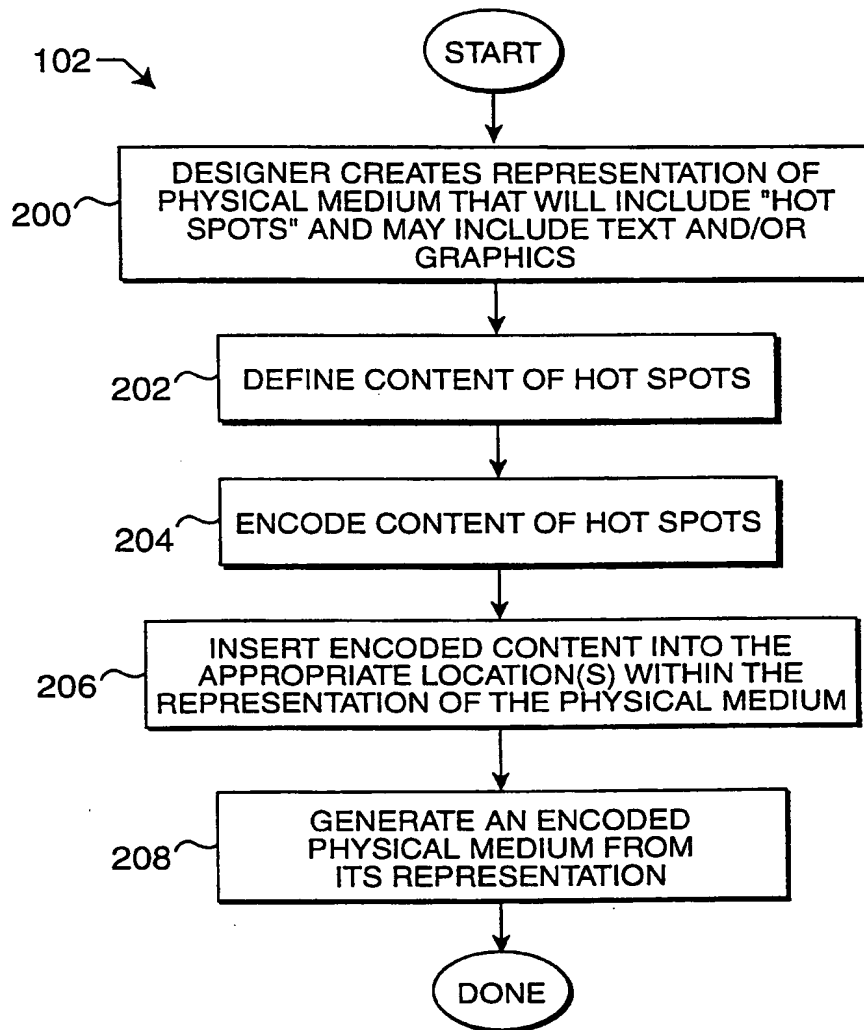 102
START
200
DESIGNER CREATES REPRESENTATION OF
PHYSICAL MEDIUM THAT WILL INCLUDE "HOT
SPOTS" AND MAY INCLUDE TEXT AND/OR
GRAPHICS
202
DEFINE CONTENT OF HOT SPOTS
204
ENCODE CONTENT OF HOT SPOTS
206
INSERT ENCODED CONTENT INTO THE
APPROPRIATE LOCATION(S) WITHIN THE
REPRESENTATION OF THE PHYSICAL MEDIUM
208
GENERATE AN ENCODED
PHYSICAL MEDIUM FROM
ITS REPRESENTATION
DONE